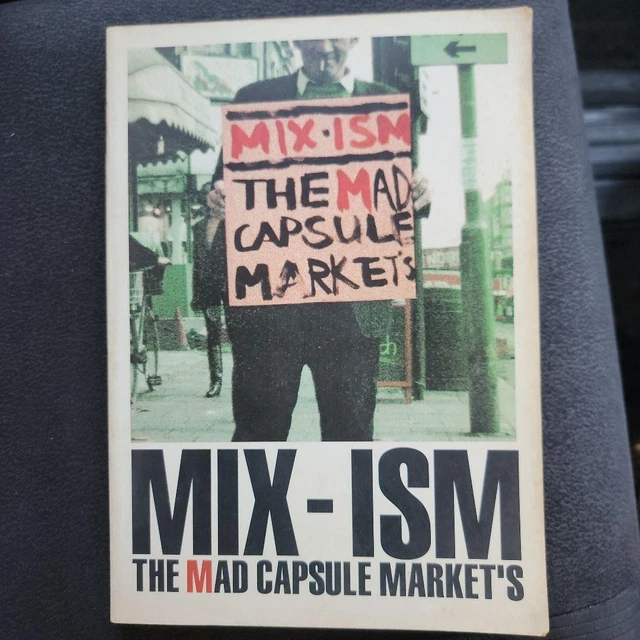 MIX·ISM
THE MAD
CAPSULE
MARKET'S
MIX-ISM
THE MAD CAPSULE MARKET'S